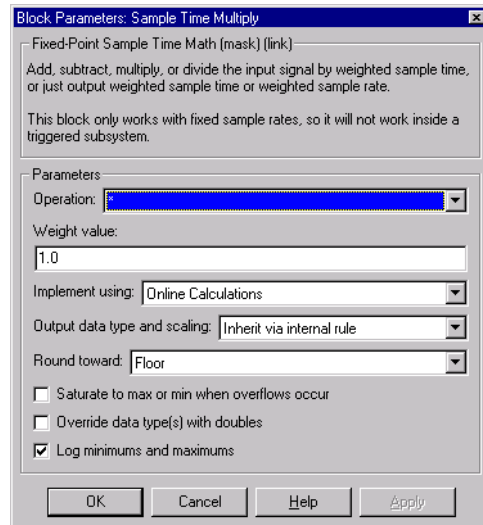 Block Parameters: Sample Time Multiply
Fixed-Point Sample Time Math (mask) (link)
Add, subtract, multiply, or divide the input signal by weighted sample time,
or just output weighted sample time or weighted sample rate.
This block only works with fixed sample rates, so it will not work inside a
triggered subsystem.
Parameters
Operation: *
Weight value:
1.0
Implement using: Online Calculations
Output data type and scaling: Inherit via internal rule
Round toward: Floor
Saturate to max or min when overflows occur
Override data type(s) with doubles
Log minimums and maximums
OK Cancel Help Apply